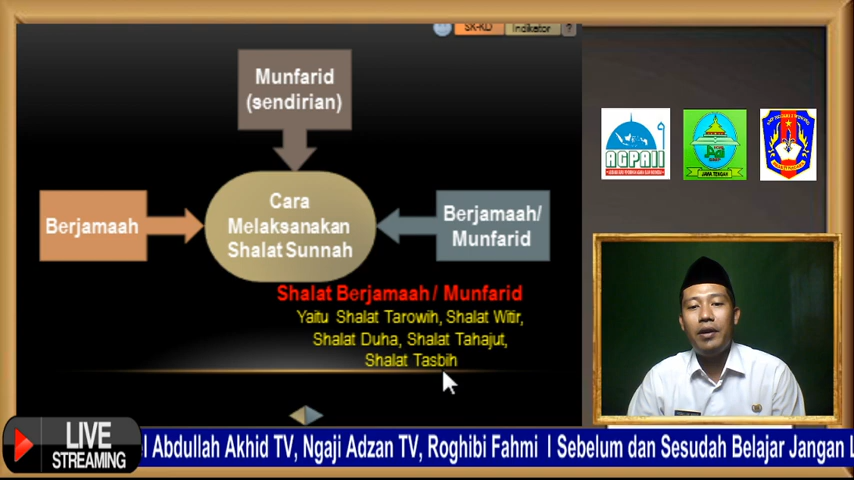 SK-KD Indikator ?
Munfarid
(sendirian)
Cara
Melaksanakan
Shalat Sunnah
Berjamaah
Berjamaah/
Munfarid
Shalat Berjamaah / Munfarid
Yaitu Shalat Tarowih, Shalat Witir,
Shalat Duha, Shalat Tahajut,
Shalat Tasbih
AGPAII
JAWA TENGAH
LIVE
STREAMING
el Abdullah Akhid TV, Ngaji Adzan TV, Roghibi Fahmi I Sebelum dan Sesudah Belajar Jangan L